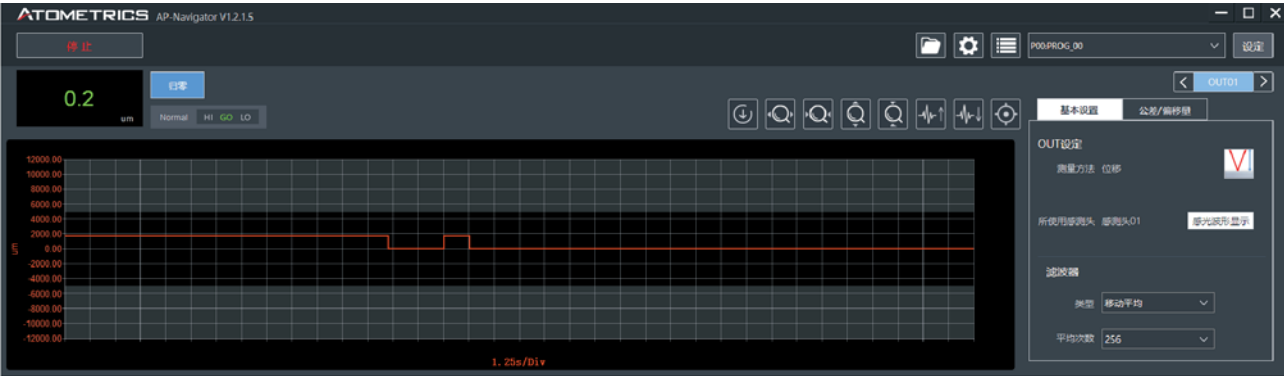 ATOMETRICS AP-Navigator V1.2.1.5
停止
P00:PROG_00
设定
0.2
um
归零
Normal HI GO LO
OUT01
基本设置
公差/偏移量
OUT设定
测量方法 位移
所使用感测头 感测头01
感光波形显示
滤波器
类型 移动平均
平均次数 256
12000.00
10000.00
8000.00
6000.00
4000.00
2000.00
0.00
-2000.00
-4000.00
-6000.00
-8000.00
-10000.00
-12000.00
um
1.25s/Div